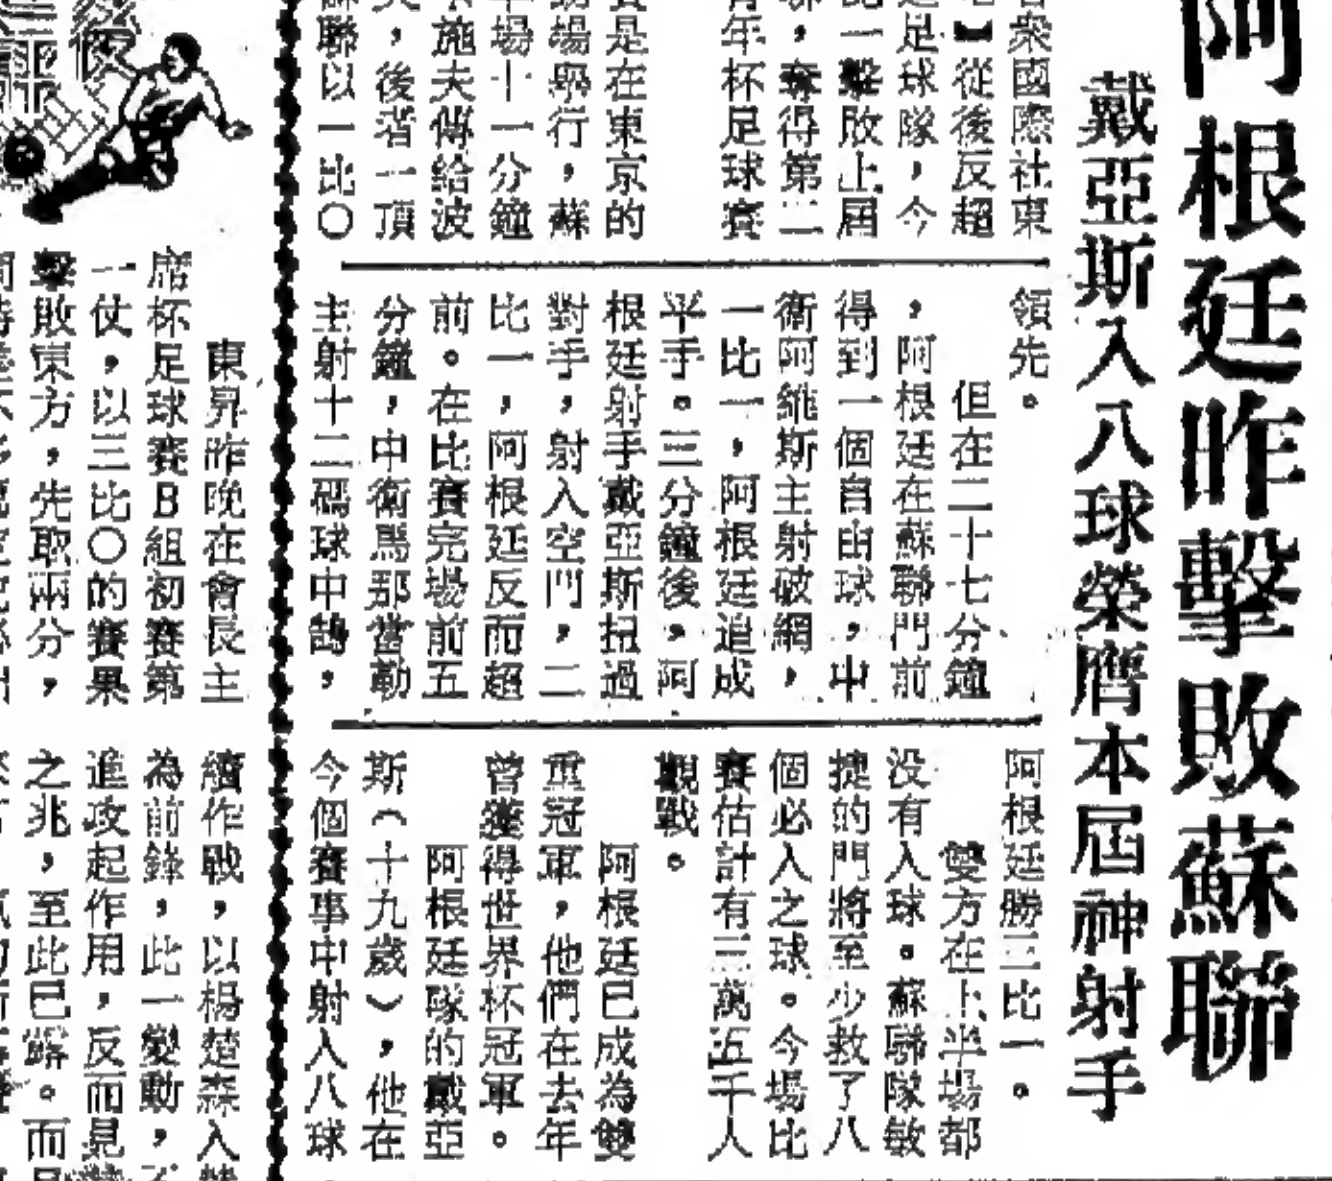 阿根廷昨擊敗蘇聯
戴亞斯入八球榮膺本屆神射手
合衆國際社東
】從後反超
足球隊,今
比一擊敗上屆
,奪得第二
青年杯足球賽
賽是在東京的
場舉行,蘇
半場十一分鐘
施夫傳給波
,後者一頂
蘇聯以一比○
領先。
但在二十七分鐘
,阿根廷在蘇聯門前
得到一個自由球,中
衛阿維斯主射破網,
一比一,阿根廷追成
平手。三分鐘後,阿
根廷射手戴亞斯扭過
對手,射入空門,二
比一,阿根廷反而超
前。在比賽完場前五
分鐘,中衛馬那當勒
主射十二碼球中鵠,
阿根廷勝三比一。
雙方在上半場都
没有入球。蘇聯隊敏
捷的門將至少救了八
個必入之球。今場比
賽估計有三萬五千人
觀戰。
阿根廷已成為雙
重冠軍,他們在去年
曾獲得世界杯冠軍。
阿根廷隊的戴亞
斯(十九歲),他在
今個賽事中射入八球
東昇昨晚在會長主
席杯足球賽B組初賽第
一仗,以三比○的賽果
擊敗東方,先取兩分,
續作戰,以楊楚森入替
為前鋒,此一變動,不
進攻起作用,反而見
之兆,至此已露。而且